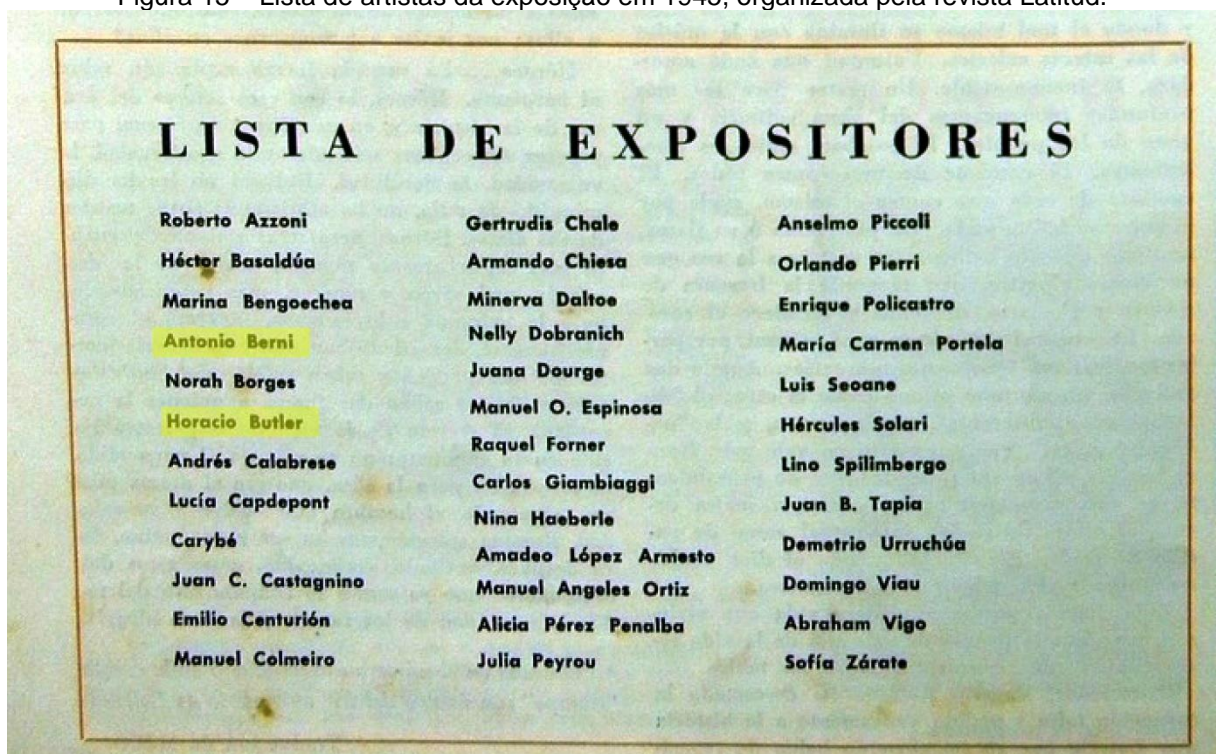 Figura 15 – Lista de artistas da exposição em 1945, organizada pela revista Latitud.
LISTA DE EXPOSITORES
Roberto Azzoni
Héctor Basaldúa
Marina Bengoechea
Antonio Berni
Norah Borges
Horacio Butler
Andrés Calabrese
Lucía Capdepont
Carybé
Juan C. Castagnino
Emilio Centurión
Manuel Colmeiro
Gertrudis Chale
Armando Chiesa
Minerva Daltoe
Nelly Dobranich
Juana Dourge
Manuel O. Espinosa
Raquel Forner
Carlos Giambiaggi
Nina Haeberle
Amadeo López Armesto
Manuel Angeles Ortiz
Alicia Pérez Penalba
Julia Peyrou
Anselmo Piccoli
Orlando Pierri
Enrique Policastro
María Carmen Portela
Luis Seoane
Hércules Solari
Lino Spilimbergo
Juan B. Tapia
Demetrio Urruchúa
Domingo Viau
Abraham Vigo
Sofía Zárate